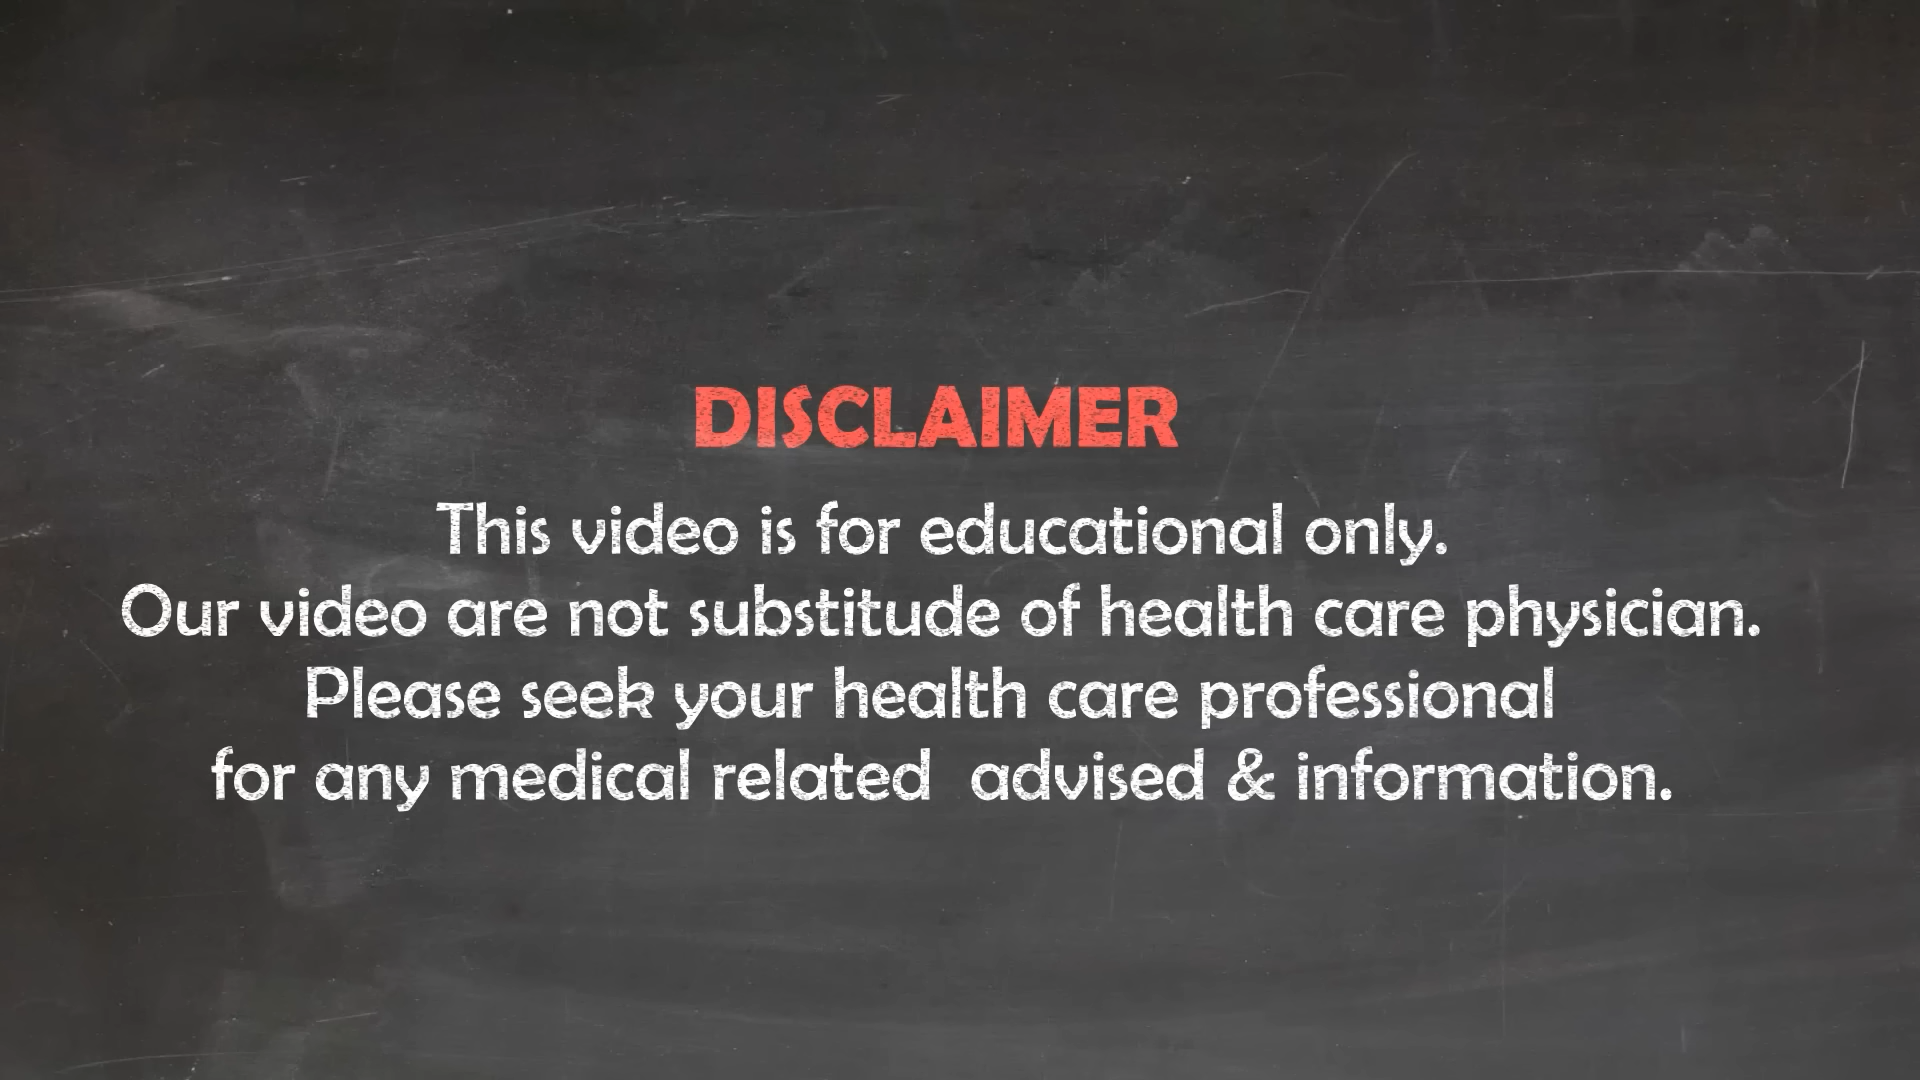 DISCLAIMER
This video is for educational only.
Our video are not substitude of health care physician.
Please seek your health care professional
for any medical related  advised & information.